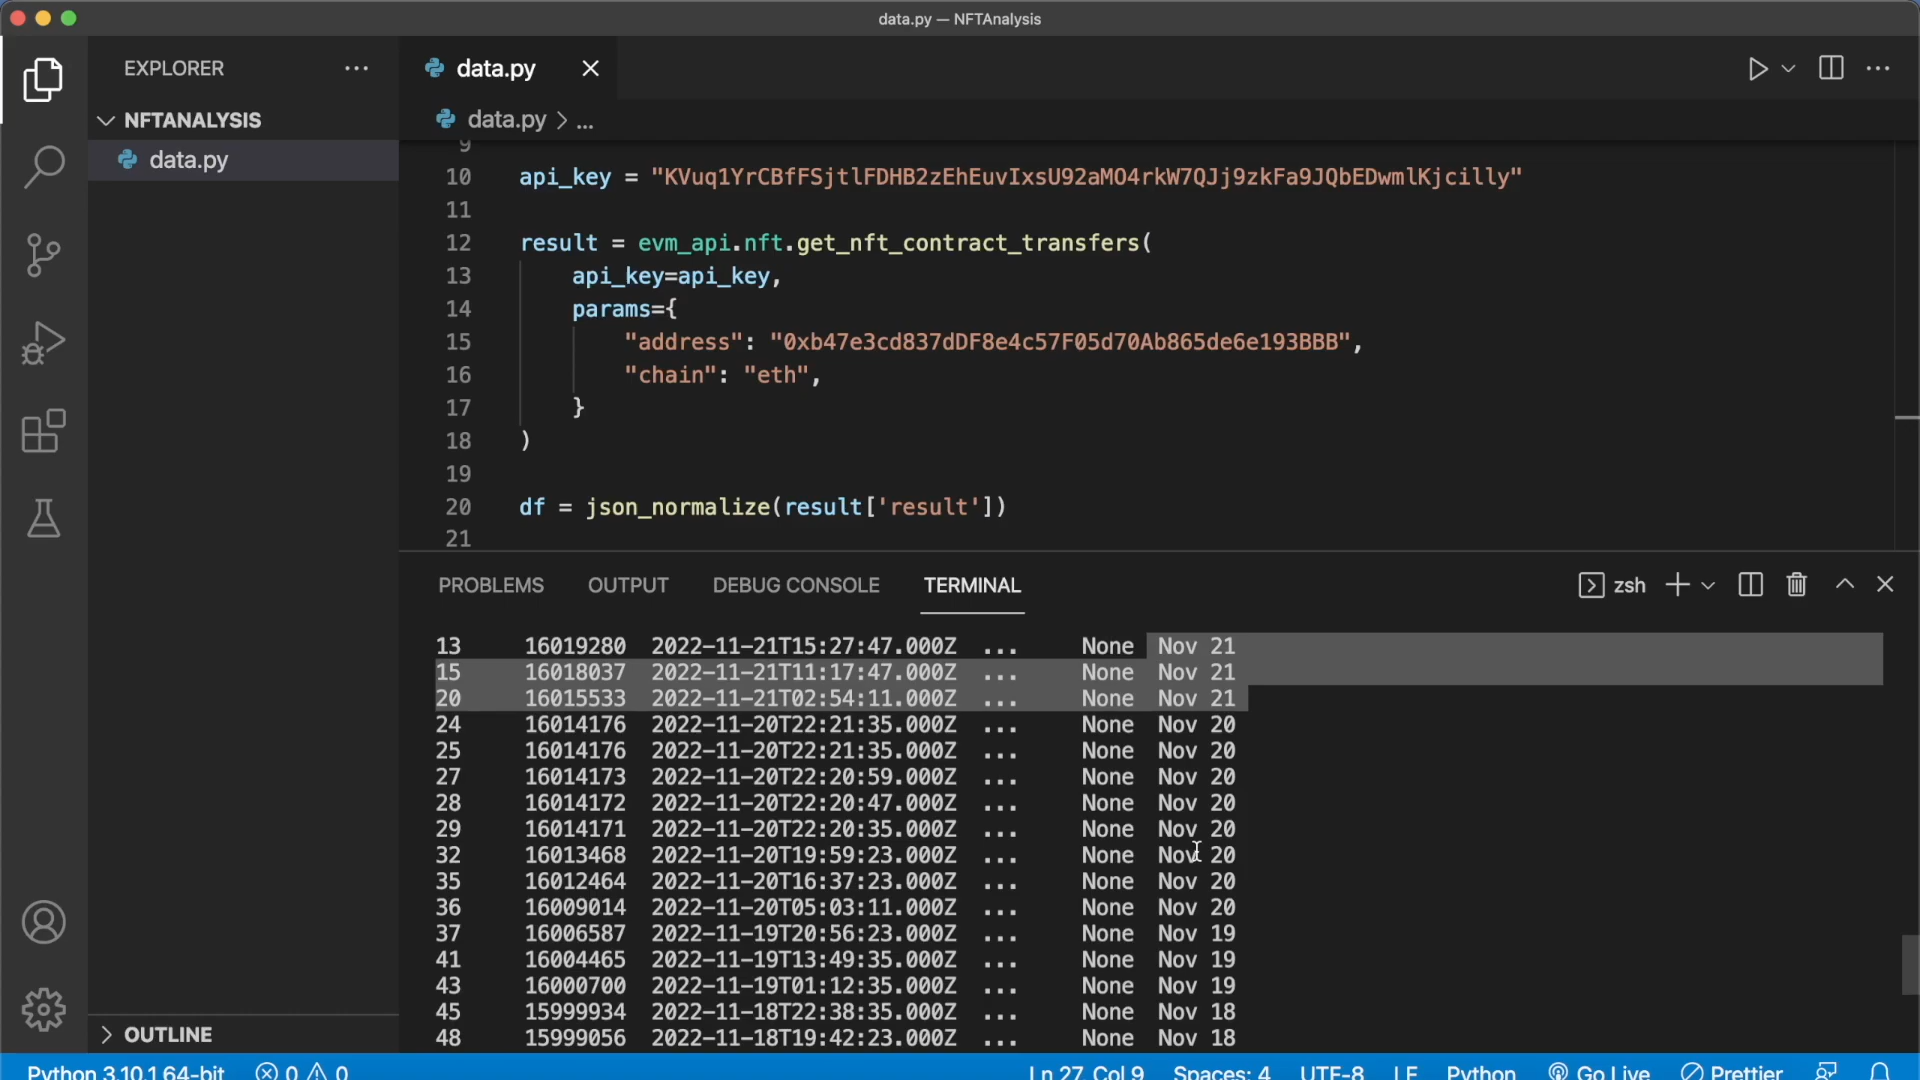 data.py — NFTAnalysis
EXPLORER
NFTANALYSIS
data.py
OUTLINE
data.py
data.py > ...
9
10 api_key = "KVuq1YrCBfFSjtlFDHB2zEhEuvIxsU92aMO4rkW7QJj9zkFa9JQbEDwmlKjcilly"
11
12 result = evm_api.nft.get_nft_contract_transfers(
13 api_key=api_key,
14 params={
15 "address": "0xb47e3cd837dDF8e4c57F05d70Ab865de6e193BBB",
16 "chain": "eth",
17 }
18 )
19
20 df = json_normalize(result['result'])
21
PROBLEMS OUTPUT DEBUG CONSOLE TERMINAL zsh
13 16019280 2022-11-21T15:27:47.000Z ... None Nov 21
15 16018037 2022-11-21T11:17:47.000Z ... None Nov 21
20 16015533 2022-11-21T02:54:11.000Z ... None Nov 21
24 16014176 2022-11-20T22:21:35.000Z ... None Nov 20
25 16014176 2022-11-20T22:21:35.000Z ... None Nov 20
27 16014173 2022-11-20T22:20:59.000Z ... None Nov 20
28 16014172 2022-11-20T22:20:47.000Z ... None Nov 20
29 16014171 2022-11-20T22:20:35.000Z ... None Nov 20
32 16013468 2022-11-20T19:59:23.000Z ... None Nov 20
35 16012464 2022-11-20T16:37:23.000Z ... None Nov 20
36 16009014 2022-11-20T05:03:11.000Z ... None Nov 20
37 16006587 2022-11-19T20:56:23.000Z ... None Nov 19
41 16004465 2022-11-19T13:49:35.000Z ... None Nov 19
43 16000700 2022-11-19T01:12:35.000Z ... None Nov 19
45 15999934 2022-11-18T22:38:35.000Z ... None Nov 18
48 15999056 2022-11-18T19:42:23.000Z ... None Nov 18
Python 3.10.1 64-bit 0 0 Ln 27, Col 9 Spaces: 4 UTF-8 LF Python Go Live Prettier